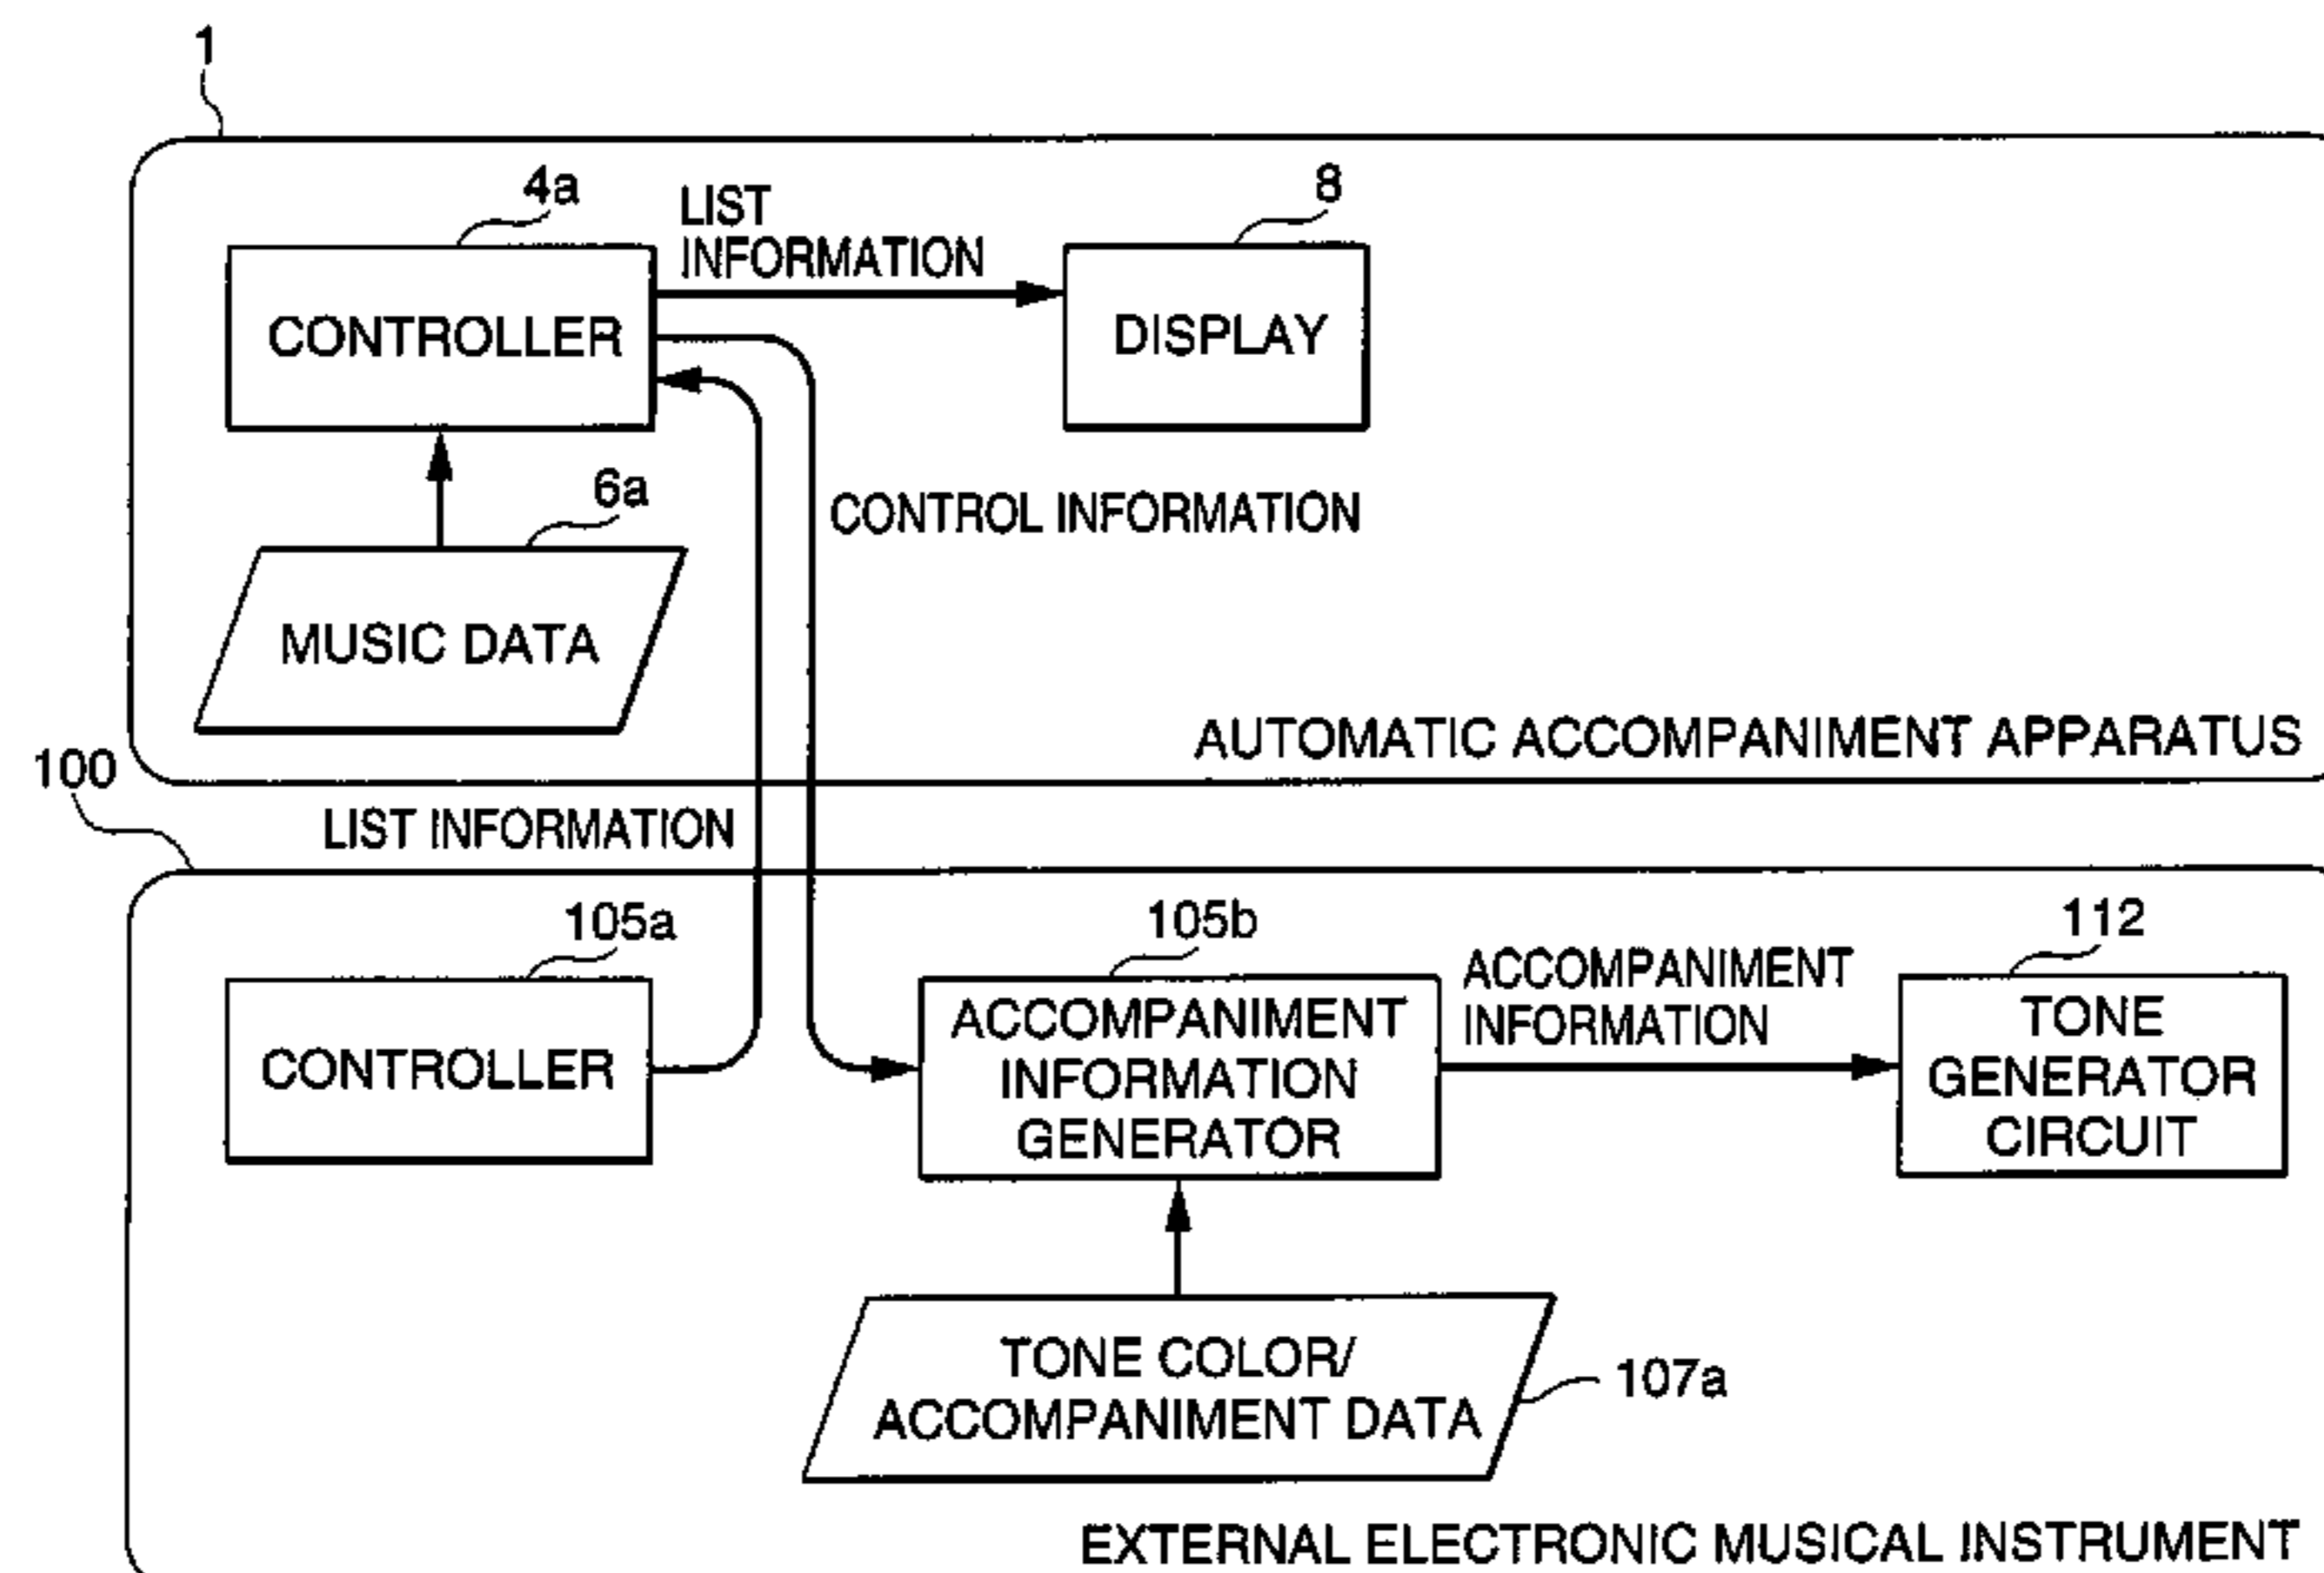 1
4a
LIST
INFORMATION
8
CONTROLLER
DISPLAY
6a
CONTROL INFORMATION
MUSIC DATA
AUTOMATIC ACCOMPANIMENT APPARATUS
100
LIST INFORMATION
105a
105b
112
ACCOMPANIMENT
INFORMATION
CONTROLLER
ACCOMPANIMENT
INFORMATION
GENERATOR
TONE
GENERATOR
CIRCUIT
TONE COLOR/
ACCOMPANIMENT DATA
107a
EXTERNAL ELECTRONIC MUSICAL INSTRUMENT